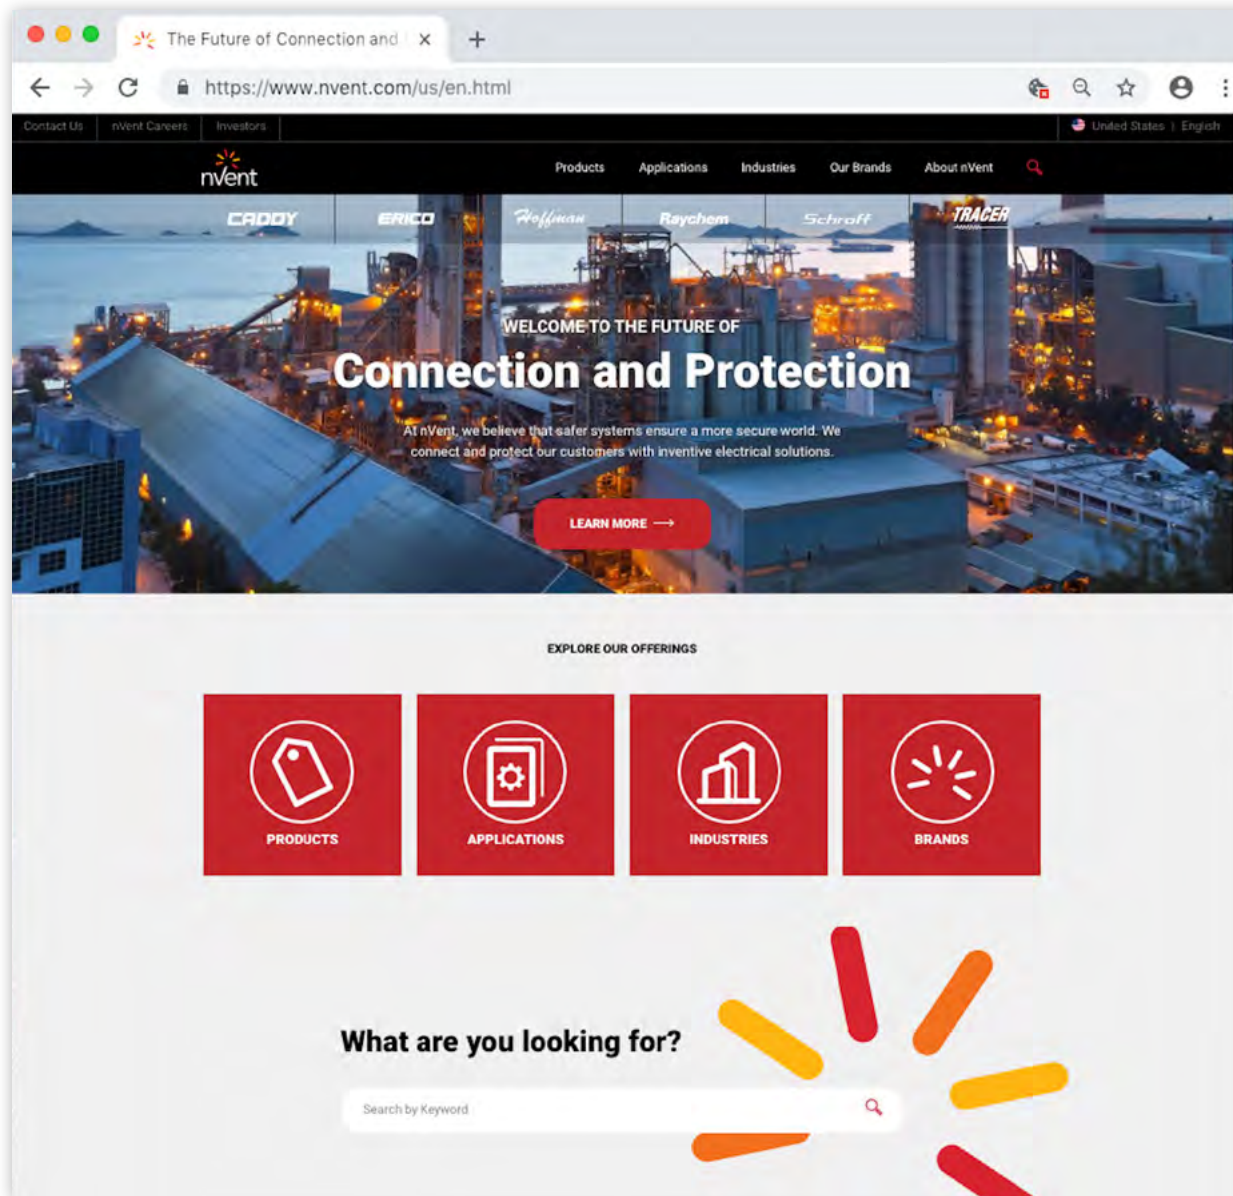 The Future of Connection and
https://www.nvent.com/us/en.html
Contact Us nVent Careers Investors United States | English
nVent Products Applications Industries Our Brands About nVent
CADDY ERICO Hoffman Raychem Schroff TRACER
WELCOME TO THE FUTURE OF
Connection and Protection
At nVent, we believe that safer systems ensure a more secure world. We
connect and protect our customers with inventive electrical solutions.
LEARN MORE →
EXPLORE OUR OFFERINGS
PRODUCTS APPLICATIONS INDUSTRIES BRANDS
What are you looking for?
Search by Keyword